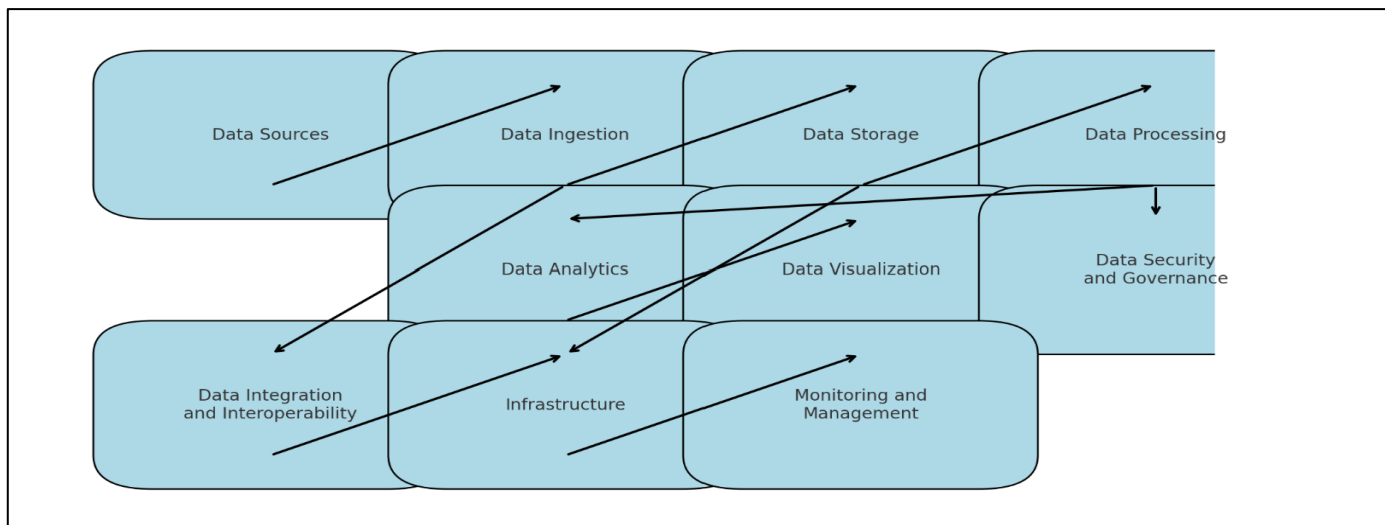 Data Sources
Data Ingestion
Data Storage
Data Processing
Data Analytics
Data Visualization
Data Security
and Governance
Data Integration
and Interoperability
Infrastructure
Monitoring and
Management